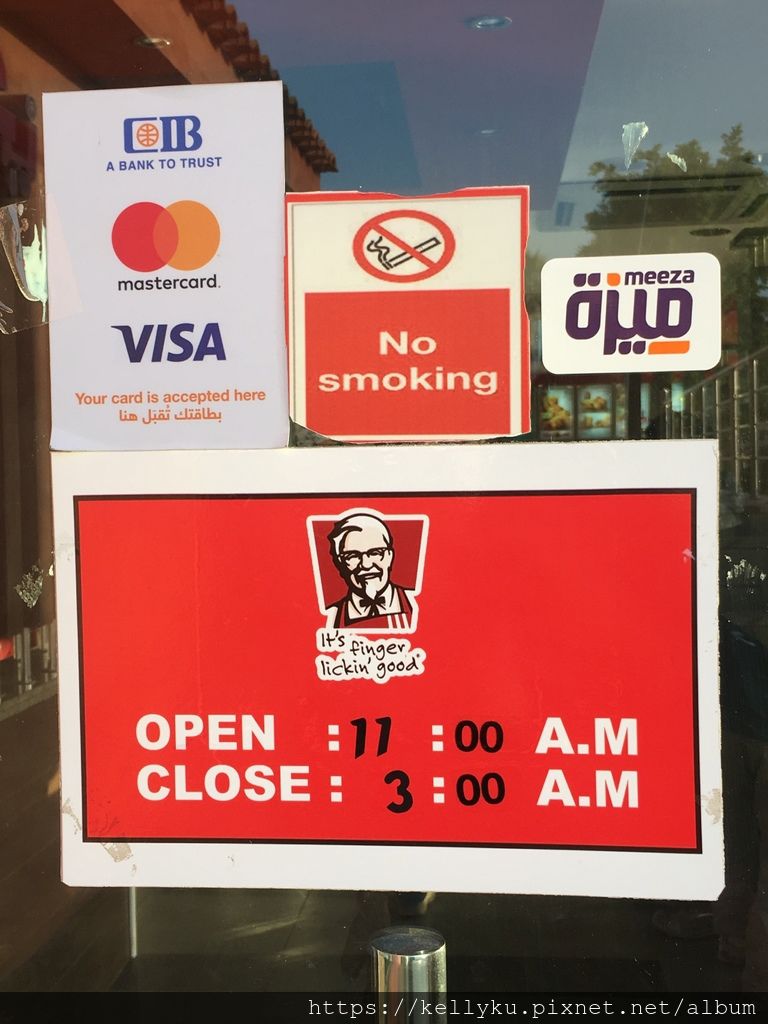 CIB
A BANK TO TRUST
mastercard.
VISA
Your card is accepted here
بطاقتك تُقبَل هنا
No
smoking
meeza
ميزة
It's finger
lickin' good®
OPEN : 11 : 00 A.M
CLOSE : 3 : 00 A.M
https://kellyku.pixnet.net/album